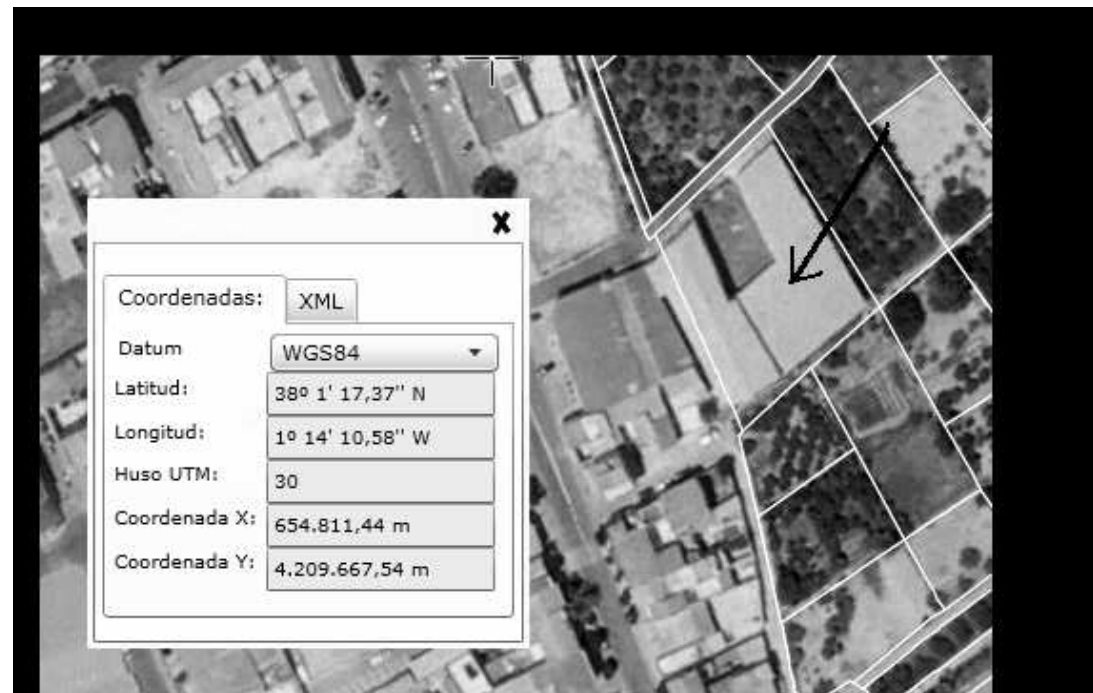 X
Coordenadas: XML
Datum WGS84
Latitud: 38º 1' 17,37'' N
Longitud: 1º 14' 10,58'' W
Huso UTM: 30
Coordenada X: 654.811,44 m
Coordenada Y: 4.209.667,54 m